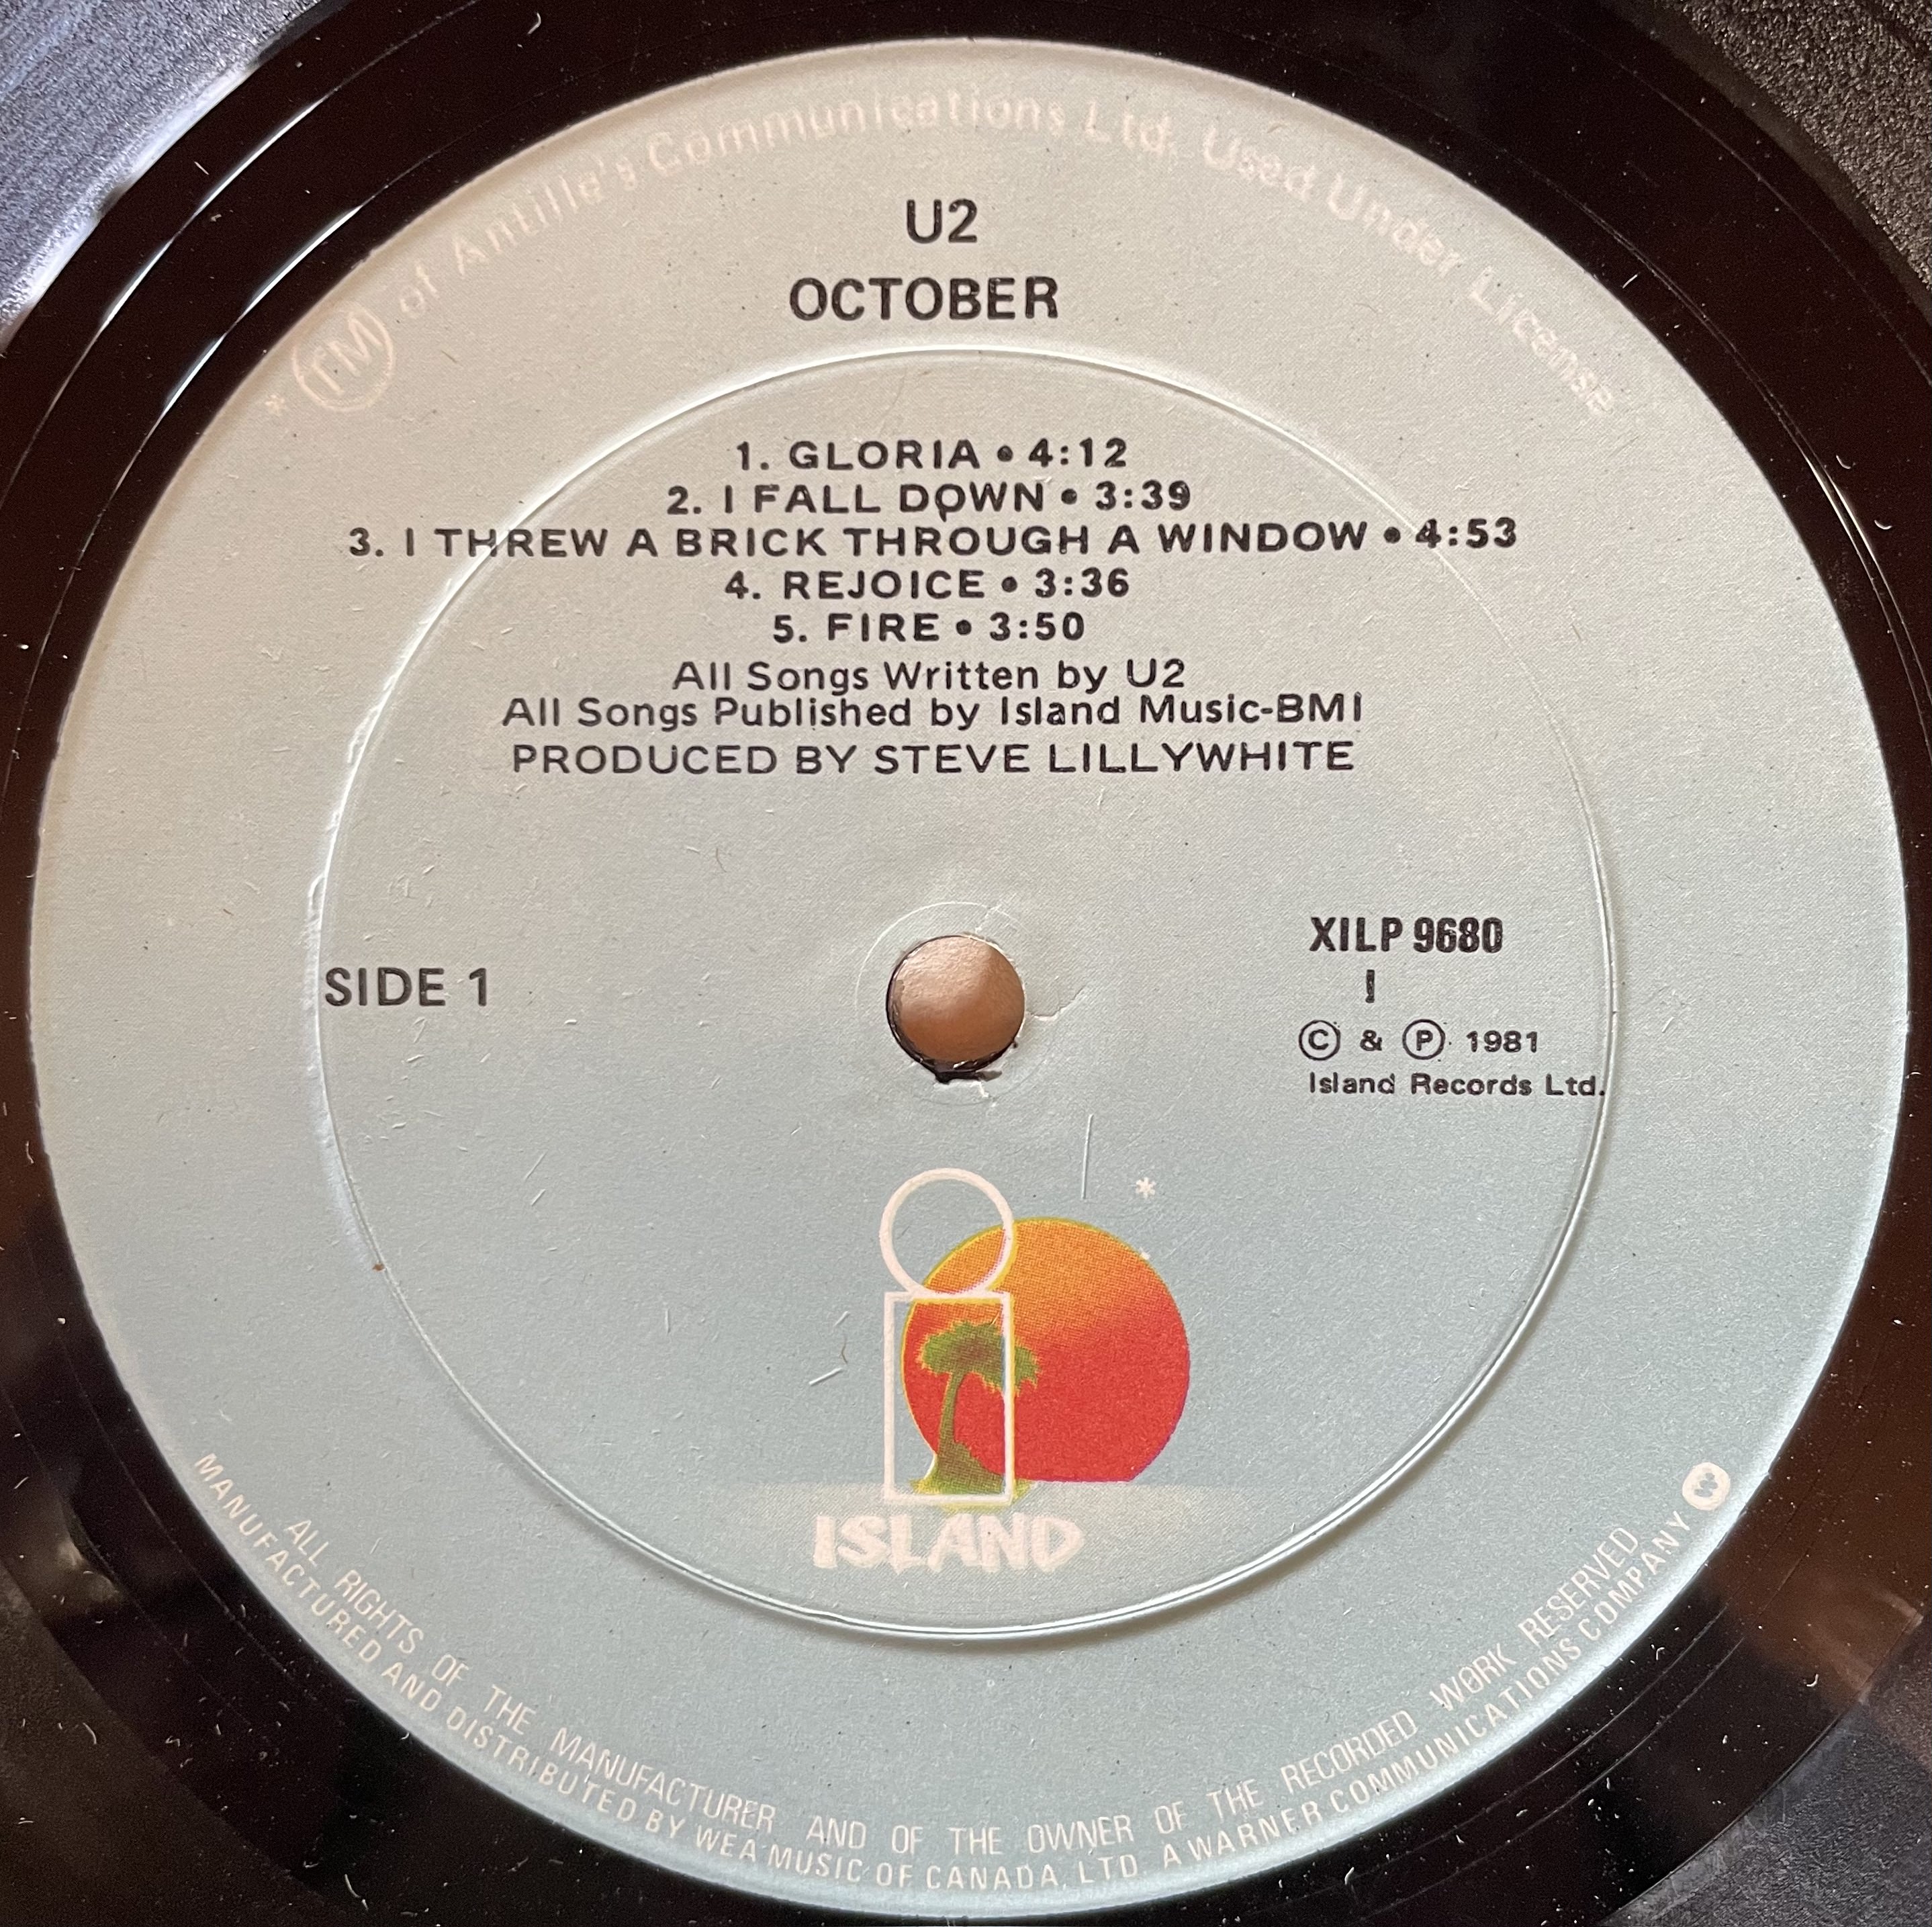 * TM of Antille's Communications Ltd. Used Under License
U2
OCTOBER
1. GLORIA • 4:12
2. I FALL DOWN • 3:39
3. I THREW A BRICK THROUGH A WINDOW • 4:53
4. REJOICE • 3:36
5. FIRE • 3:50
All Songs Written by U2
All Songs Published by Island Music-BMI
PRODUCED BY STEVE LILLYWHITE
SIDE 1
XILP 9680
1
© & ℗ 1981
Island Records Ltd.
*
ISLAND
ALL RIGHTS OF THE MANUFACTURER AND OF THE OWNER OF THE RECORDED WORK RESERVED
MANUFACTURED AND DISTRIBUTED BY WEA MUSIC OF CANADA, LTD. A WARNER COMMUNICATIONS COMPANY W